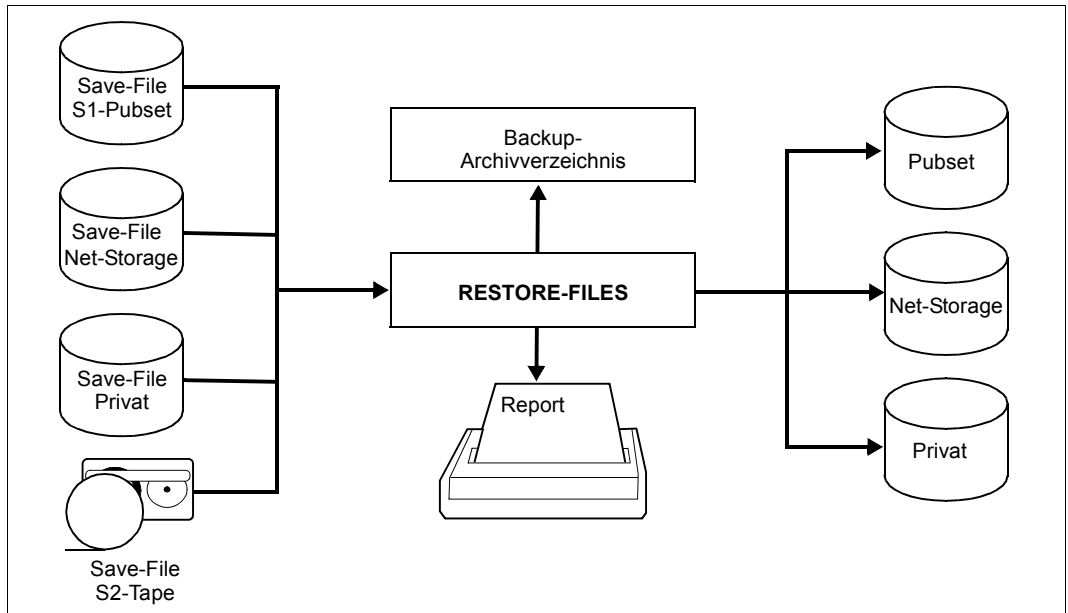 Save-File
S1-Pubset
Save-File
Net-Storage
Save-File
Privat
Save-File
S2-Tape
Backup-
Archivverzeichnis
RESTORE-FILES
Report
Pubset
Net-Storage
Privat